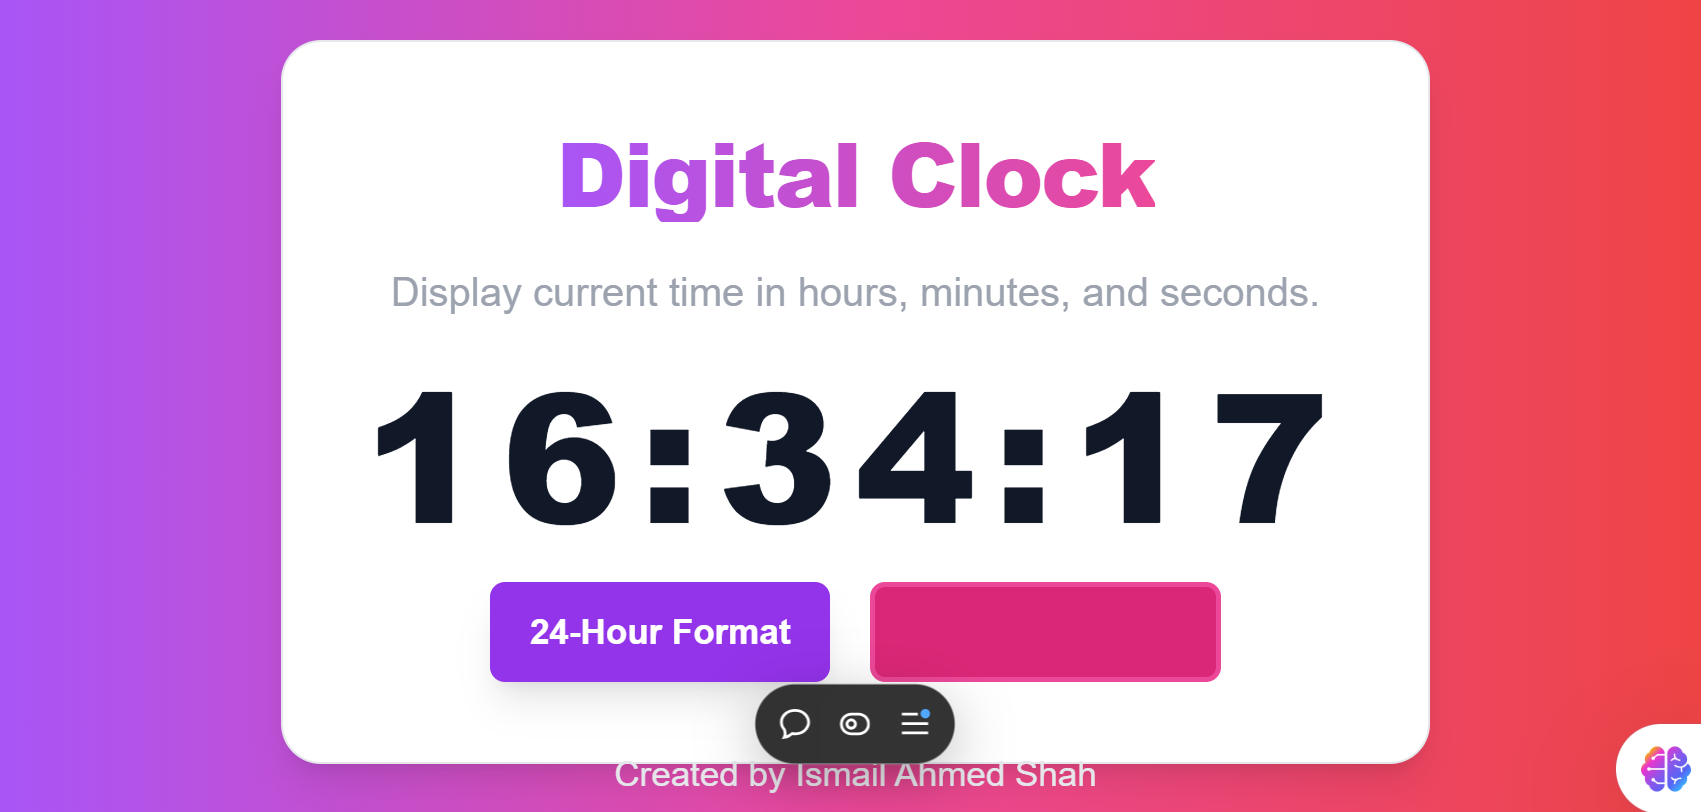 Digital Clock
Display current time in hours, minutes, and seconds.
16:34:17
24-Hour Format
Created by Ismail Ahmed Shah